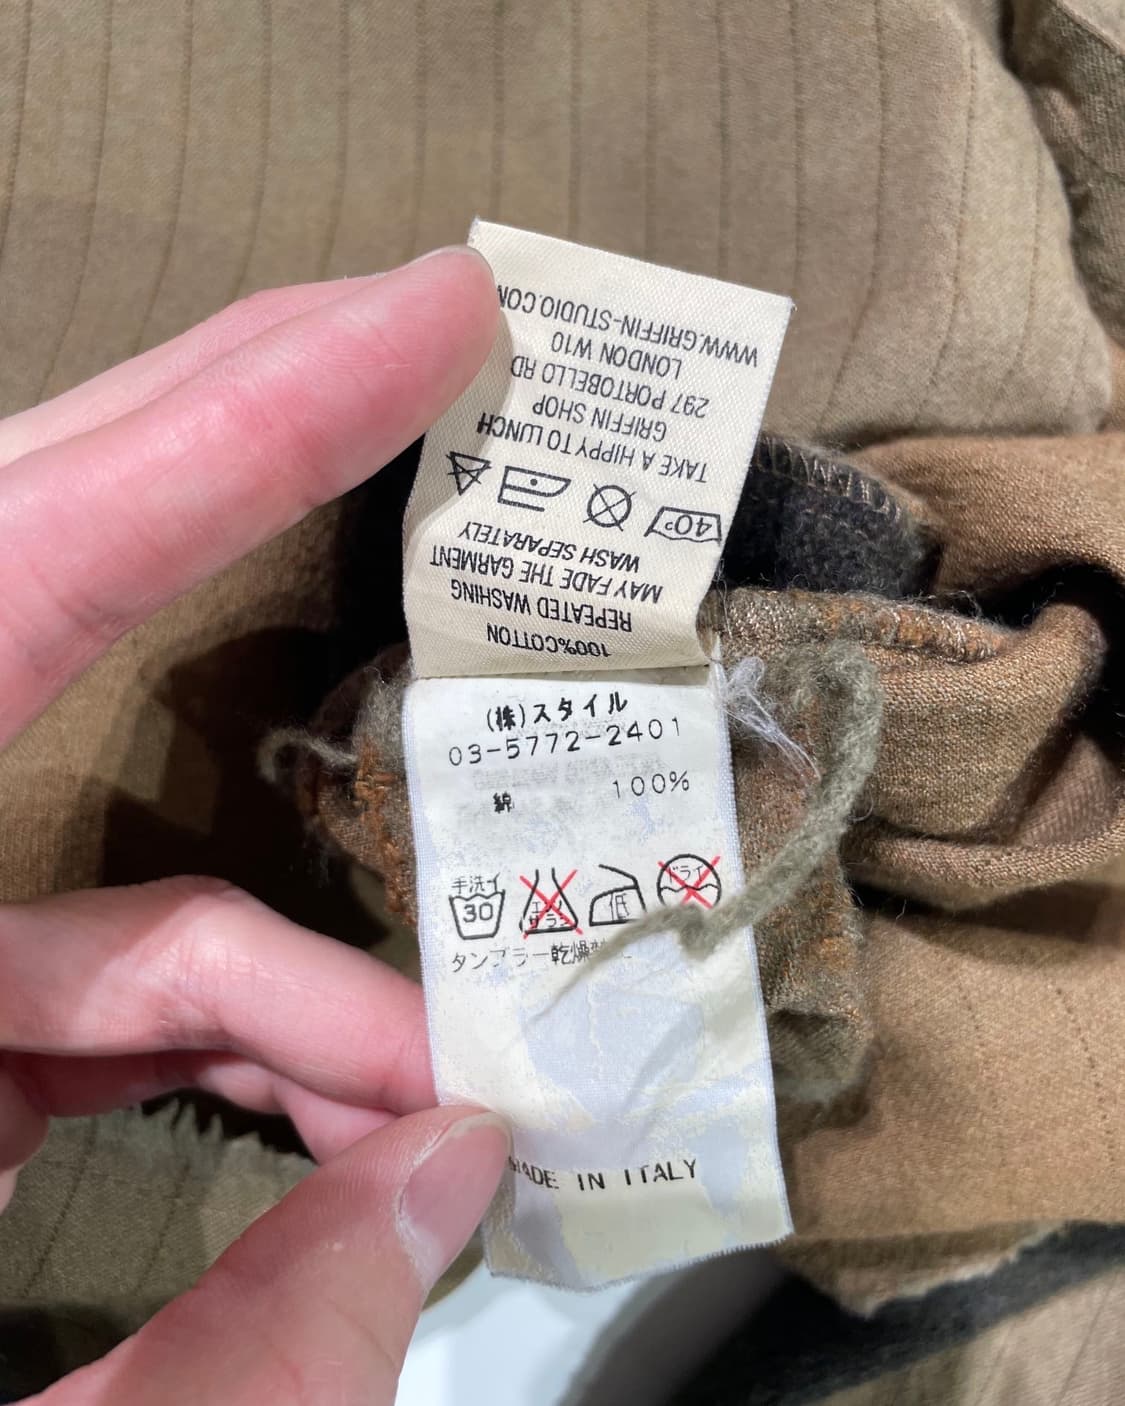 100%COTTON
REPEATED WASHING
MAY FADE THE GARMENT
WASH SEPARATELY
40°
TAKE A HIPPY TO LUNCH
GRIFFIN SHOP
297 PORTOBELLO RD
LONDON W10
WWW.GRIFFIN-STUDIO.COM
(株)スタイル
03-5772-2401
綿 100%
手洗イ
30
低
ドライ
タンブラー乾燥
MADE IN ITALY